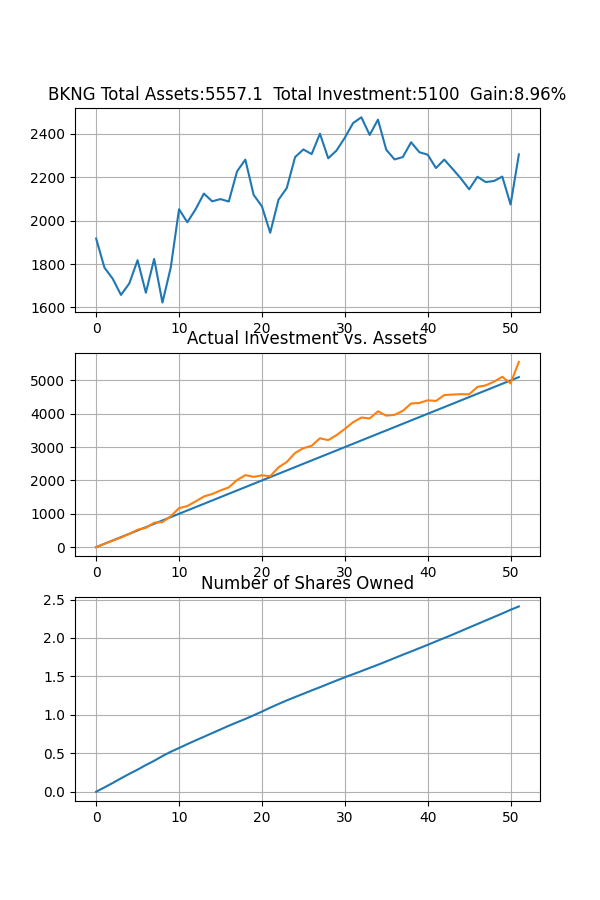 BKNG Total Assets:5557.1  Total Investment:5100  Gain:8.96%
2400
2200
2000
1800
1600
0 10 20 30 40 50
Actual Investment vs. Assets
5000
4000
3000
2000
1000
0
0 10 20 30 40 50
Number of Shares Owned
2.5
2.0
1.5
1.0
0.5
0.0
0 10 20 30 40 50